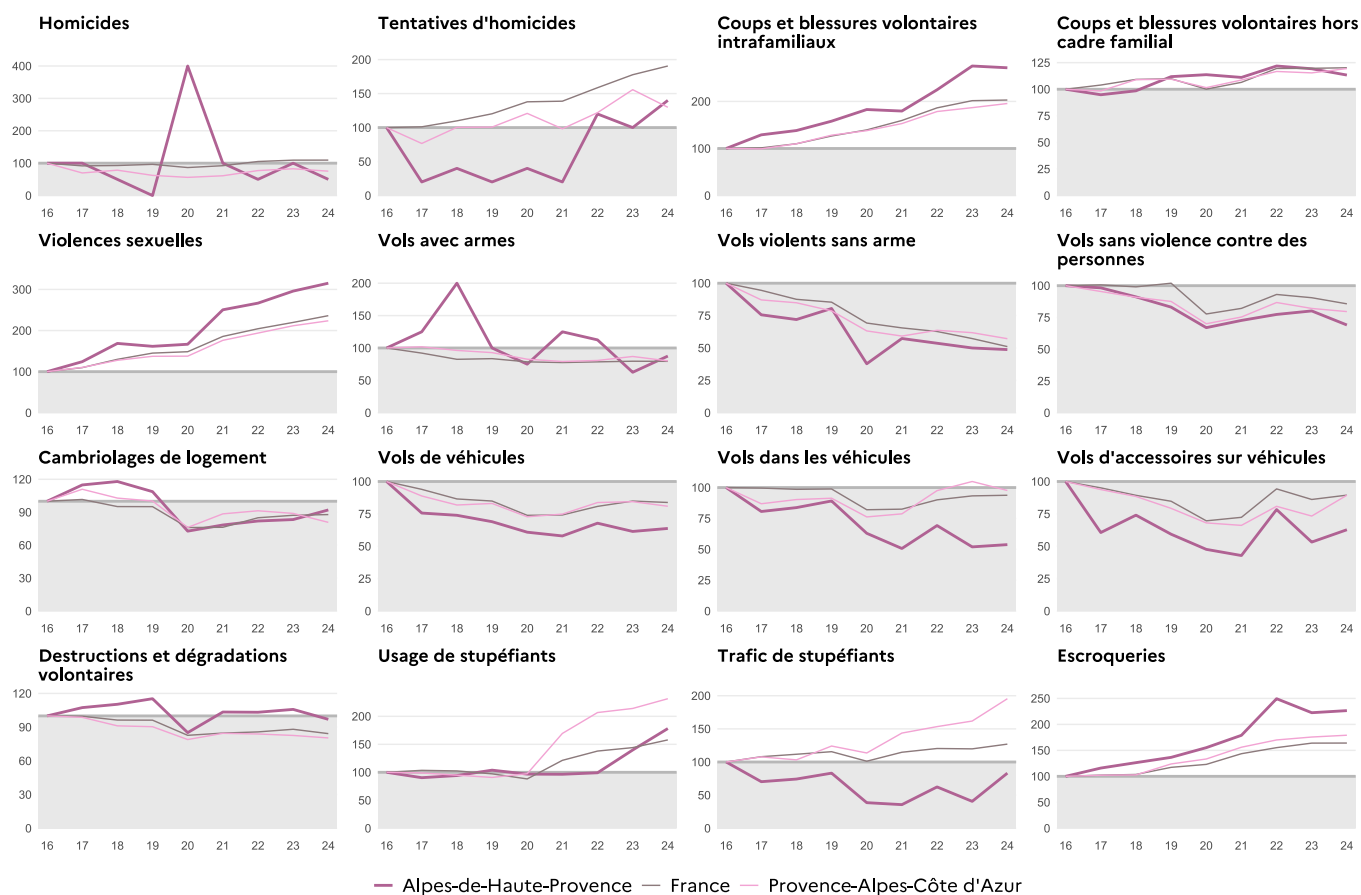 Homicides
400
300
200
100
0
16 17 18 19 20 21 22 23 24
Tentatives d'homicides
200
150
100
50
0
16 17 18 19 20 21 22 23 24
Coups et blessures volontaires
intrafamiliaux
200
100
0
16 17 18 19 20 21 22 23 24
Coups et blessures volontaires hors
cadre familial
125
100
75
50
25
0
16 17 18 19 20 21 22 23 24
Violences sexuelles
300
200
100
0
16 17 18 19 20 21 22 23 24
Vols avec armes
200
150
100
50
0
16 17 18 19 20 21 22 23 24
Vols violents sans arme
100
75
50
25
0
16 17 18 19 20 21 22 23 24
Vols sans violence contre des
personnes
100
75
50
25
0
16 17 18 19 20 21 22 23 24
Cambriolages de logement
120
90
60
30
0
16 17 18 19 20 21 22 23 24
Vols de véhicules
100
75
50
25
0
16 17 18 19 20 21 22 23 24
Vols dans les véhicules
100
75
50
25
0
16 17 18 19 20 21 22 23 24
Vols d'accessoires sur véhicules
100
75
50
25
0
16 17 18 19 20 21 22 23 24
Destructions et dégradations
volontaires
120
90
60
30
0
16 17 18 19 20 21 22 23 24
Usage de stupéfiants
200
150
100
50
0
16 17 18 19 20 21 22 23 24
Trafic de stupéfiants
200
150
100
50
0
16 17 18 19 20 21 22 23 24
Escroqueries
250
200
150
100
50
0
16 17 18 19 20 21 22 23 24
Alpes-de-Haute-Provence France Provence-Alpes-Côte d'Azur